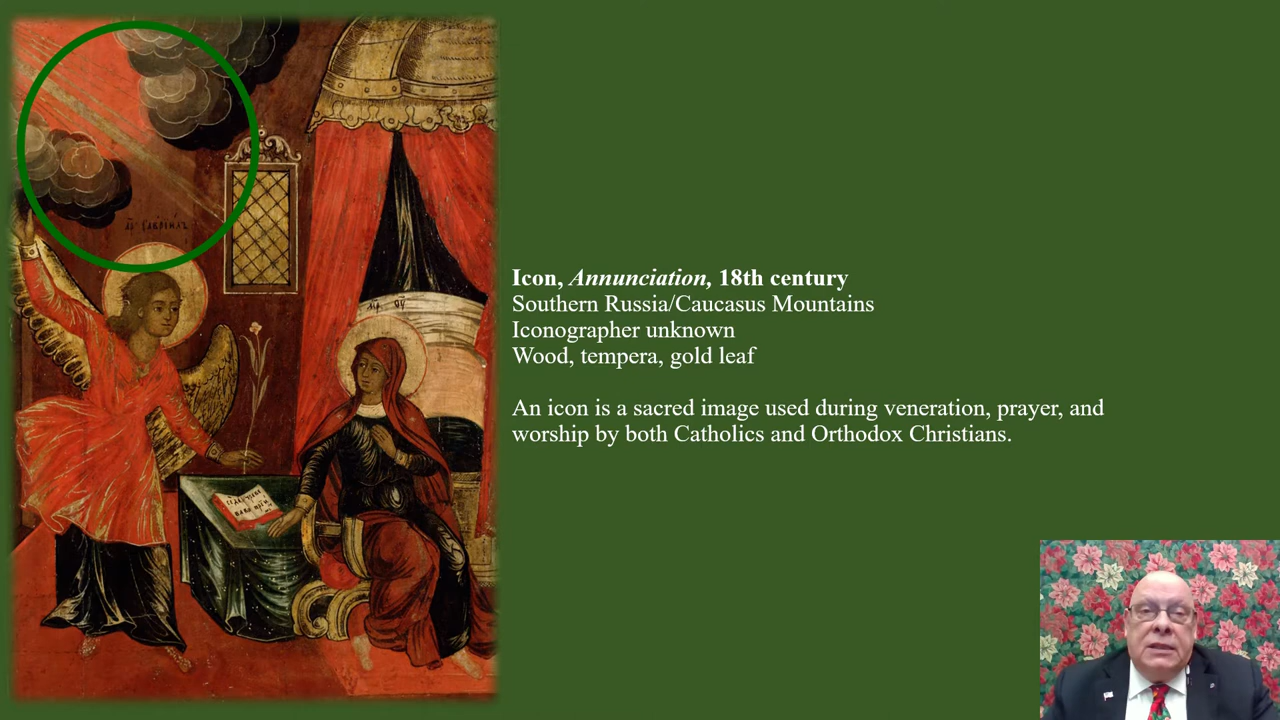 Icon, Annunciation, 18th century
Southern Russia/Caucasus Mountains
Iconographer unknown
Wood, tempera, gold leaf
An icon is a sacred image used during veneration, prayer, and
worship by both Catholics and Orthodox Christians.